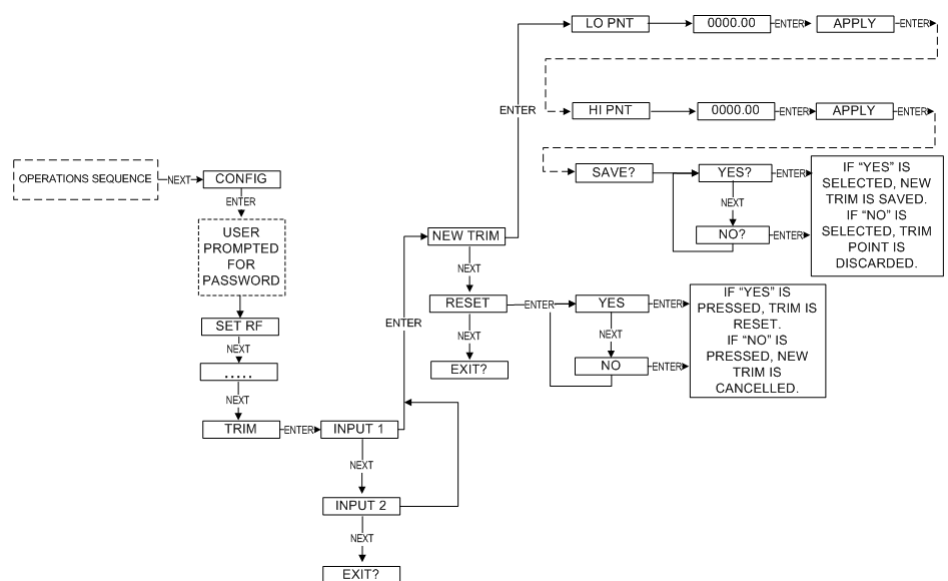 LO PNT
0000.00
ENTER
APPLY
ENTER
HI PNT
0000.00
ENTER
APPLY
ENTER
OPERATIONS SEQUENCE
NEXT
CONFIG
ENTER
USER
PROMPTED
FOR
PASSWORD
SET RF
NEXT
.....
NEXT
TRIM
ENTER
INPUT 1
NEXT
INPUT 2
NEXT
EXIT?
ENTER
NEW TRIM
NEXT
RESET
NEXT
EXIT?
ENTER
SAVE?
YES?
ENTER
NEXT
NO?
ENTER
IF “YES” IS
SELECTED, NEW
TRIM IS SAVED.
IF “NO” IS
SELECTED, TRIM
POINT IS
DISCARDED.
ENTER
YES
ENTER
NEXT
NO
ENTER
IF “YES” IS
PRESSED, TRIM IS
RESET.
IF “NO” IS
PRESSED, NEW
TRIM IS
CANCELLED.